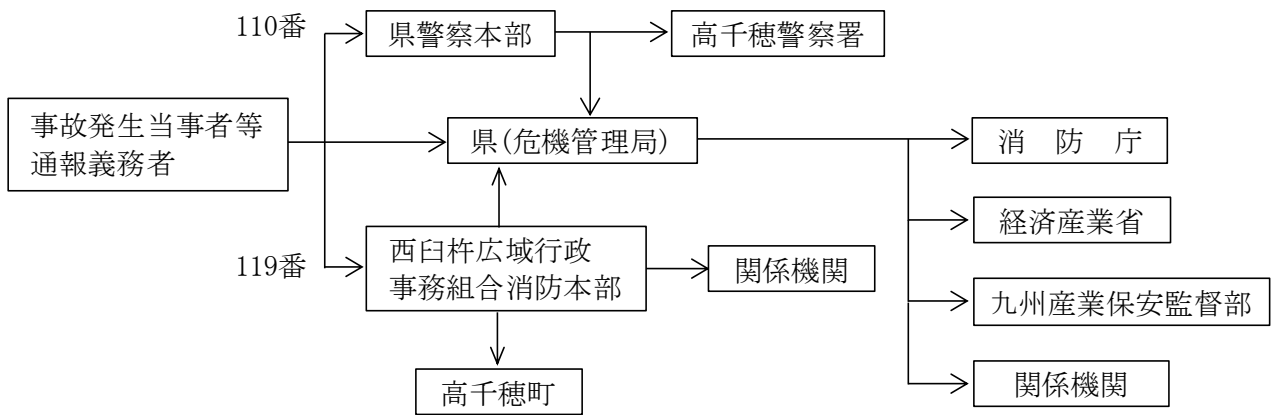 110番
県警察本部
高千穂警察署
事故発生当事者等
通報義務者
県(危機管理局)
消 防 庁
経済産業省
119番
西臼杵広域行政
事務組合消防本部
関係機関
九州産業保安監督部
高千穂町
関係機関